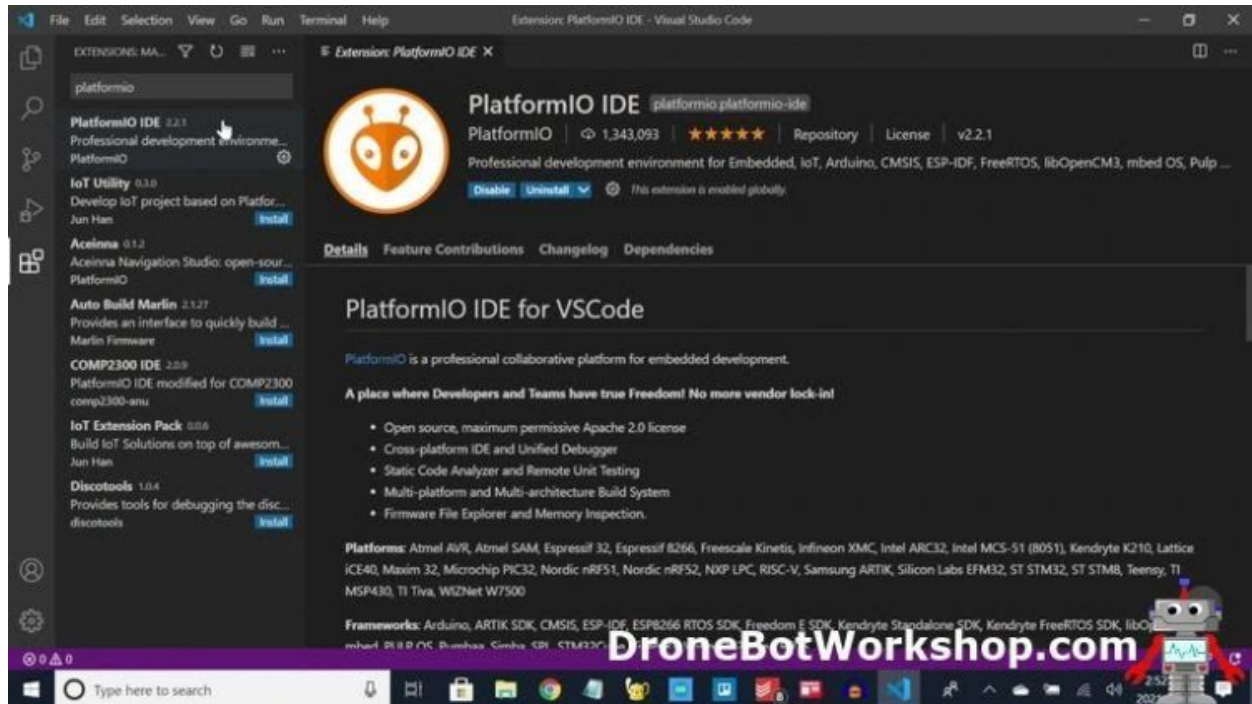 File Edit Selection View Go Run Terminal Help
Extension: PlatformIO IDE - Visual Studio Code
EXTENSIONS: MA...
platformio
PlatformIO IDE 2.2.1
Professional development environme...
PlatformIO
IoT Utility 0.3.0
Develop IoT project based on Platfor...
Jun Han Install
Aceinna 0.1.2
Aceinna Navigation Studio: open-sour...
PlatformIO Install
Auto Build Marlin 2.1.27
Provides an interface to quickly build ...
Marlin Firmware Install
COMP2300 IDE 2.0.9
PlatformIO IDE modified for COMP2300
comp2300-anu Install
IoT Extension Pack 0.0.6
Build IoT Solutions on top of awesom...
Jun Han Install
Discotools 1.0.4
Provides tools for debugging the disc...
discotools Install
Extension: PlatformIO IDE
PlatformIO IDE platformio.platformio-ide
PlatformIO 1,343,093 Repository License v2.2.1
Professional development environment for Embedded, IoT, Arduino, CMSIS, ESP-IDF, FreeRTOS, libOpenCM3, mbed OS, Pulp ...
Disable Uninstall This extension is enabled globally.
Details Feature Contributions Changelog Dependencies
PlatformIO IDE for VSCode
PlatformIO is a professional collaborative platform for embedded development.
A place where Developers and Teams have true Freedom! No more vendor lock-in!
• Open source, maximum permissive Apache 2.0 license
• Cross-platform IDE and Unified Debugger
• Static Code Analyzer and Remote Unit Testing
• Multi-platform and Multi-architecture Build System
• Firmware File Explorer and Memory Inspection.
Platforms: Atmel AVR, Atmel SAM, Espressif 32, Espressif 8266, Freescale Kinetis, Infineon XMC, Intel ARC32, Intel MCS-51 (8051), Kendryte K210, Lattice
iCE40, Maxim 32, Microchip PIC32, Nordic nRF51, Nordic nRF52, NXP LPC, RISC-V, Samsung ARTIK, Silicon Labs EFM32, ST STM32, ST STM8, Teensy, TI
MSP430, TI Tiva, WIZNet W7500
Frameworks: Arduino, ARTIK SDK, CMSIS, ESP-IDF, ESP8266 RTOS SDK, Freedom E SDK, Kendryte Standalone SDK, Kendryte FreeRTOS SDK,
mbed, PULP OS, Pumbaa, Simba, SPL,
DroneBotWorkshop.com
0 0
Type here to search